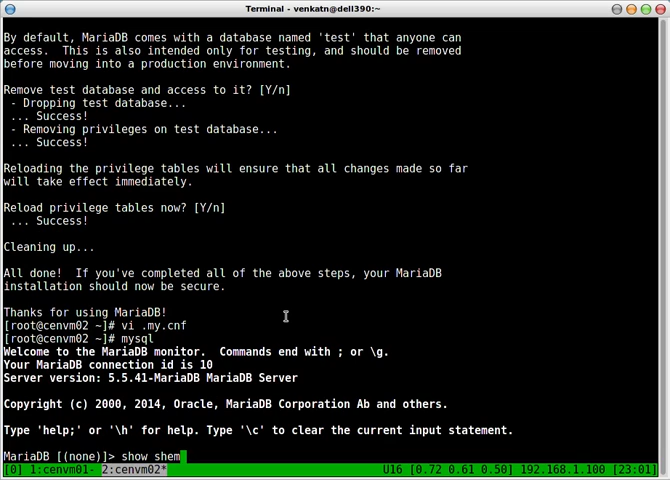 Terminal - venkatn@dell390:~
By default, MariaDB comes with a database named 'test' that anyone can
access.  This is also intended only for testing, and should be removed
before moving into a production environment.
Remove test database and access to it? [Y/n]
 - Dropping test database...
 ... Success!
 - Removing privileges on test database...
 ... Success!
Reloading the privilege tables will ensure that all changes made so far
will take effect immediately.
Reload privilege tables now? [Y/n]
 ... Success!
Cleaning up...
All done!  If you've completed all of the above steps, your MariaDB
installation should now be secure.
Thanks for using MariaDB!
[root@cenvm02 ~]# vi .my.cnf
[root@cenvm02 ~]# mysql
Welcome to the MariaDB monitor.  Commands end with ; or \g.
Your MariaDB connection id is 10
Server version: 5.5.41-MariaDB MariaDB Server
Copyright (c) 2000, 2014, Oracle, MariaDB Corporation Ab and others.
Type 'help;' or '\h' for help. Type '\c' to clear the current input statement.
MariaDB [(none)]> show shem
[0] 1:cenvm01- 2:cenvm02* U16 [0.72 0.61 0.50] 192.168.1.100 [23:01]